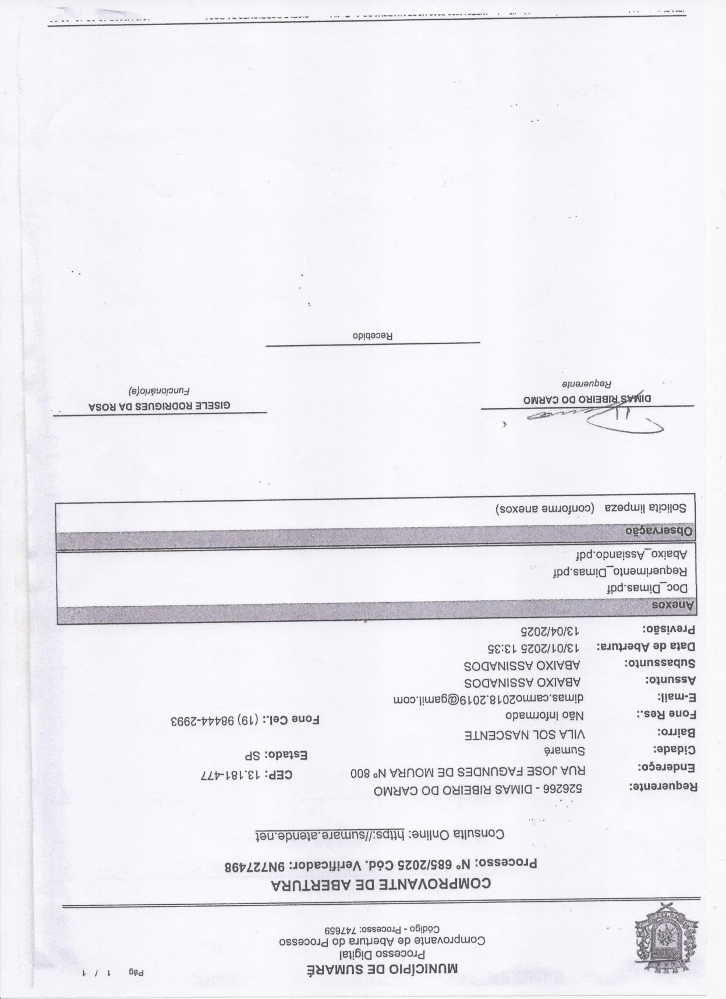 MUNICÍPIO DE SUMARÉ
Pág 1 / 1
Processo Digital
Comprovante de Abertura do Processo
Código - Processo: 747659
COMPROVANTE DE ABERTURA
Processo: Nº 685/2025 Cód. Verificador: 9N727498
Consulta Online: https://sumare.atende.net
Requerente: 526266 - DIMAS RIBEIRO DO CARMO
Endereço: RUA JOSE FAGUNDES DE MOURA Nº 800 CEP: 13.181-477
Cidade: Sumaré Estado: SP
Bairro: VILA SOL NASCENTE
Fone Res.: Não Informado Fone Cel.: (19) 98444-2993
E-mail: dimas.carmo2018.2019@gamil.com
Assunto: ABAIXO ASSINADOS
Subassunto: ABAIXO ASSINADOS
Data de Abertura: 13/01/2025 13:35
Previsão: 13/04/2025
Anexos
Doc_Dimas.pdf
Requerimento_Dimas.pdf
Abaixo_Assiando.pdf
Observação
Solicita limpeza (conforme anexos)
DIMAS RIBEIRO DO CARMO
Requerente
GISELE RODRIGUES DA ROSA
Funcionário(a)
Recebido